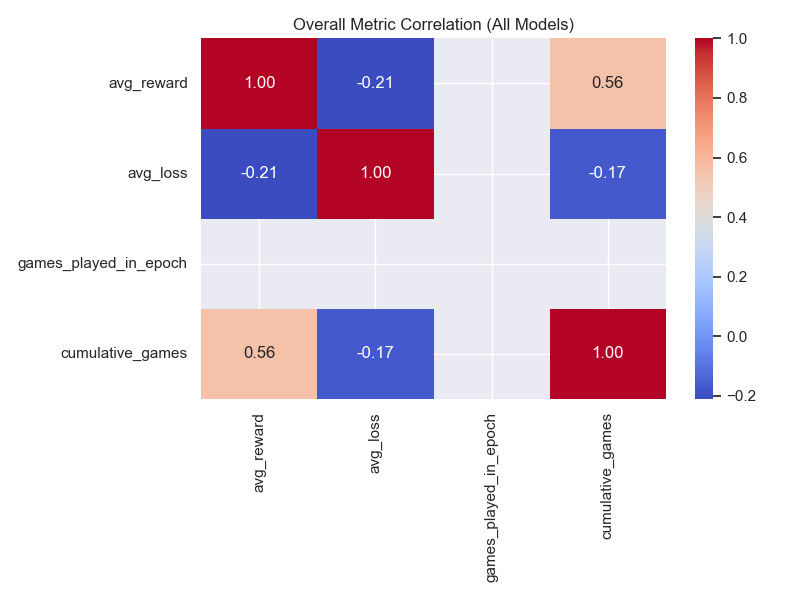 Overall Metric Correlation (All Models)
avg_reward
1.00
-0.21
0.56
avg_loss
-0.21
1.00
-0.17
games_played_in_epoch
cumulative_games
0.56
-0.17
1.00
avg_reward
avg_loss
games_played_in_epoch
cumulative_games
1.0
0.8
0.6
0.4
0.2
0.0
−0.2